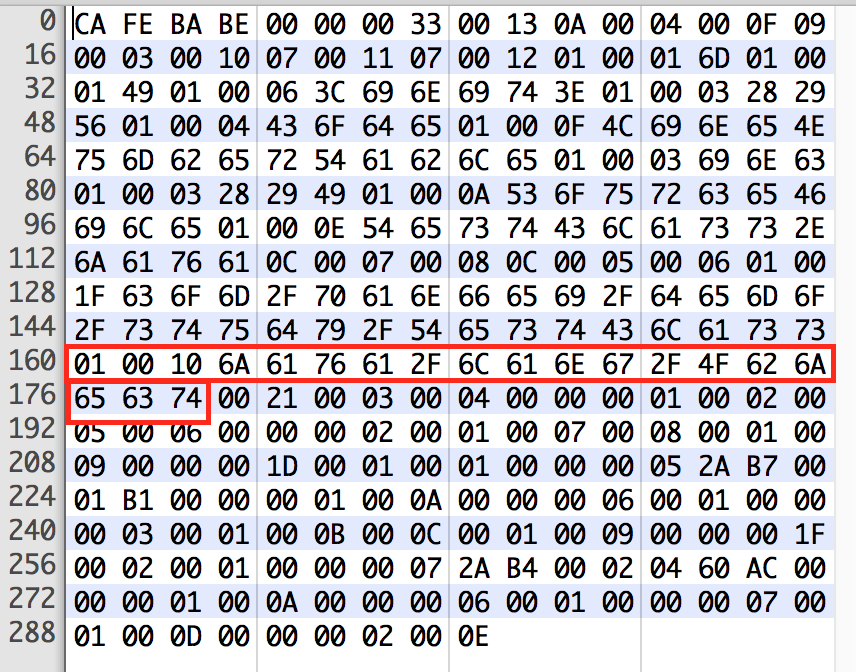 0 CA FE BA BE 00 00 00 33 00 13 0A 00 04 00 0F 09
16 00 03 00 10 07 00 11 07 00 12 01 00 01 6D 01 00
32 01 49 01 00 06 3C 69 6E 69 74 3E 01 00 03 28 29
48 56 01 00 04 43 6F 64 65 01 00 0F 4C 69 6E 65 4E
64 75 6D 62 65 72 54 61 62 6C 65 01 00 03 69 6E 63
80 01 00 03 28 29 49 01 00 0A 53 6F 75 72 63 65 46
96 69 6C 65 01 00 0E 54 65 73 74 43 6C 61 73 73 2E
112 6A 61 76 61 0C 00 07 00 08 0C 00 05 00 06 01 00
128 1F 63 6F 6D 2F 70 61 6E 66 65 69 2F 64 65 6D 6F
144 2F 73 74 75 64 79 2F 54 65 73 74 43 6C 61 73 73
160 01 00 10 6A 61 76 61 2F 6C 61 6E 67 2F 4F 62 6A
176 65 63 74 00 21 00 03 00 04 00 00 00 01 00 02 00
192 05 00 06 00 00 00 02 00 01 00 07 00 08 00 01 00
208 09 00 00 00 1D 00 01 00 01 00 00 00 05 2A B7 00
224 01 B1 00 00 00 01 00 0A 00 00 00 06 00 01 00 00
240 00 03 00 01 00 0B 00 0C 00 01 00 09 00 00 00 1F
256 00 02 00 01 00 00 00 07 2A B4 00 02 04 60 AC 00
272 00 00 01 00 0A 00 00 00 06 00 01 00 00 00 07 00
288 01 00 0D 00 00 00 02 00 0E